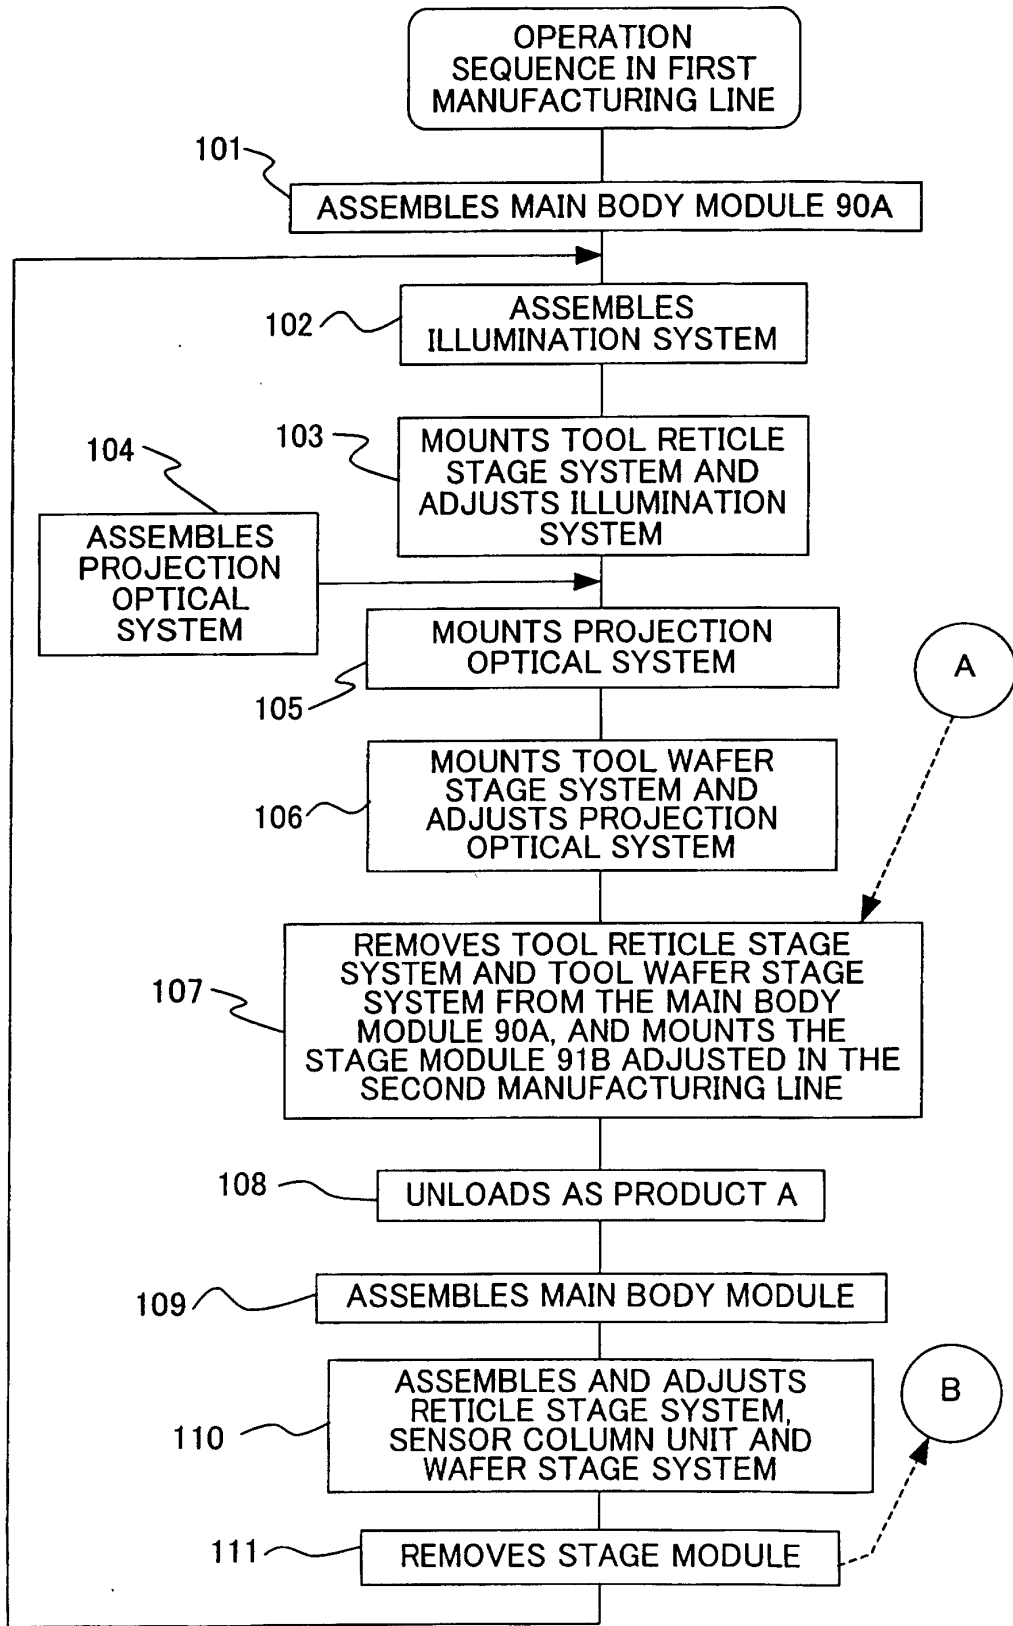 OPERATION
SEQUENCE IN FIRST
MANUFACTURING LINE
101
ASSEMBLES MAIN BODY MODULE 90A
102
ASSEMBLES
ILLUMINATION SYSTEM
103
MOUNTS TOOL RETICLE
STAGE SYSTEM AND
ADJUSTS ILLUMINATION
SYSTEM
104
ASSEMBLES
PROJECTION
OPTICAL
SYSTEM
105
MOUNTS PROJECTION
OPTICAL SYSTEM
A
106
MOUNTS TOOL WAFER
STAGE SYSTEM AND
ADJUSTS PROJECTION
OPTICAL SYSTEM
107
REMOVES TOOL RETICLE STAGE
SYSTEM AND TOOL WAFER STAGE
SYSTEM FROM THE MAIN BODY
MODULE 90A, AND MOUNTS THE
STAGE MODULE 91B ADJUSTED IN THE
SECOND MANUFACTURING LINE
108
UNLOADS AS PRODUCT A
109
ASSEMBLES MAIN BODY MODULE
110
ASSEMBLES AND ADJUSTS
RETICLE STAGE SYSTEM,
SENSOR COLUMN UNIT AND
WAFER STAGE SYSTEM
B
111
REMOVES STAGE MODULE